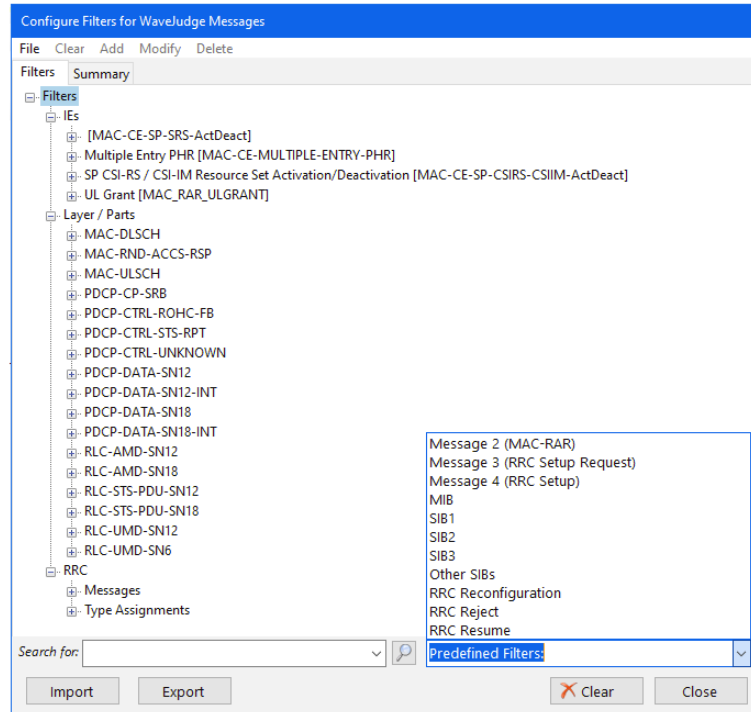 Configure Filters for WaveJudge Messages
File Clear Add Modify Delete
Filters Summary
Filters
IEs
[MAC-CE-SP-SRS-ActDeact]
Multiple Entry PHR [MAC-CE-MULTIPLE-ENTRY-PHR]
SP CSI-RS / CSI-IM Resource Set Activation/Deactivation [MAC-CE-SP-CSIRS-CSIIM-ActDeact]
UL Grant [MAC_RAR_ULGRANT]
Layer / Parts
MAC-DLSCH
MAC-RND-ACCS-RSP
MAC-ULSCH
PDCP-CP-SRB
PDCP-CTRL-ROHC-FB
PDCP-CTRL-STS-RPT
PDCP-CTRL-UNKNOWN
PDCP-DATA-SN12
PDCP-DATA-SN12-INT
PDCP-DATA-SN18
PDCP-DATA-SN18-INT
RLC-AMD-SN12
RLC-AMD-SN18
RLC-STS-PDU-SN12
RLC-STS-PDU-SN18
RLC-UMD-SN12
RLC-UMD-SN6
RRC
Messages
Type Assignments
Message 2 (MAC-RAR)
Message 3 (RRC Setup Request)
Message 4 (RRC Setup)
MIB
SIB1
SIB2
SIB3
Other SIBs
RRC Reconfiguration
RRC Reject
RRC Resume
Search for: Predefined Filters:
Import Export Clear Close